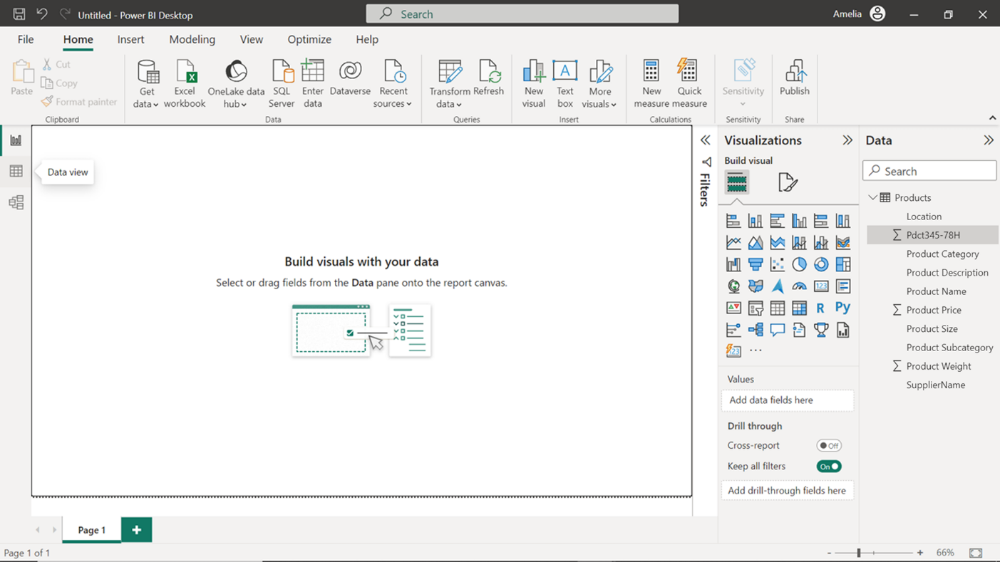 Untitled - Power BI Desktop
Search
Amelia
File Home Insert Modeling View Optimize Help
Paste
Cut
Copy
Format painter
Clipboard
Get data
Excel workbook
OneLake data hub
SQL Server
Enter data
Dataverse
Recent sources
Data
Transform data
Refresh
Queries
New visual
A
Text box
More visuals
Insert
New measure
Quick measure
Calculations
Sensitivity
Sensitivity
Publish
Share
Data view
Build visuals with your data
Select or drag fields from the Data pane onto the report canvas.
Filters
Visualizations
Build visual
123
R
Py
123
Values
Add data fields here
Drill through
Cross-report
Off
Keep all filters
On
Add drill-through fields here
Data
Search
Products
Location
Σ Pdct345-78H
Product Category
Product Description
Product Name
Σ Product Price
Product Size
Product Subcategory
Σ Product Weight
SupplierName
Page 1
+
Page 1 of 1
- + 66%